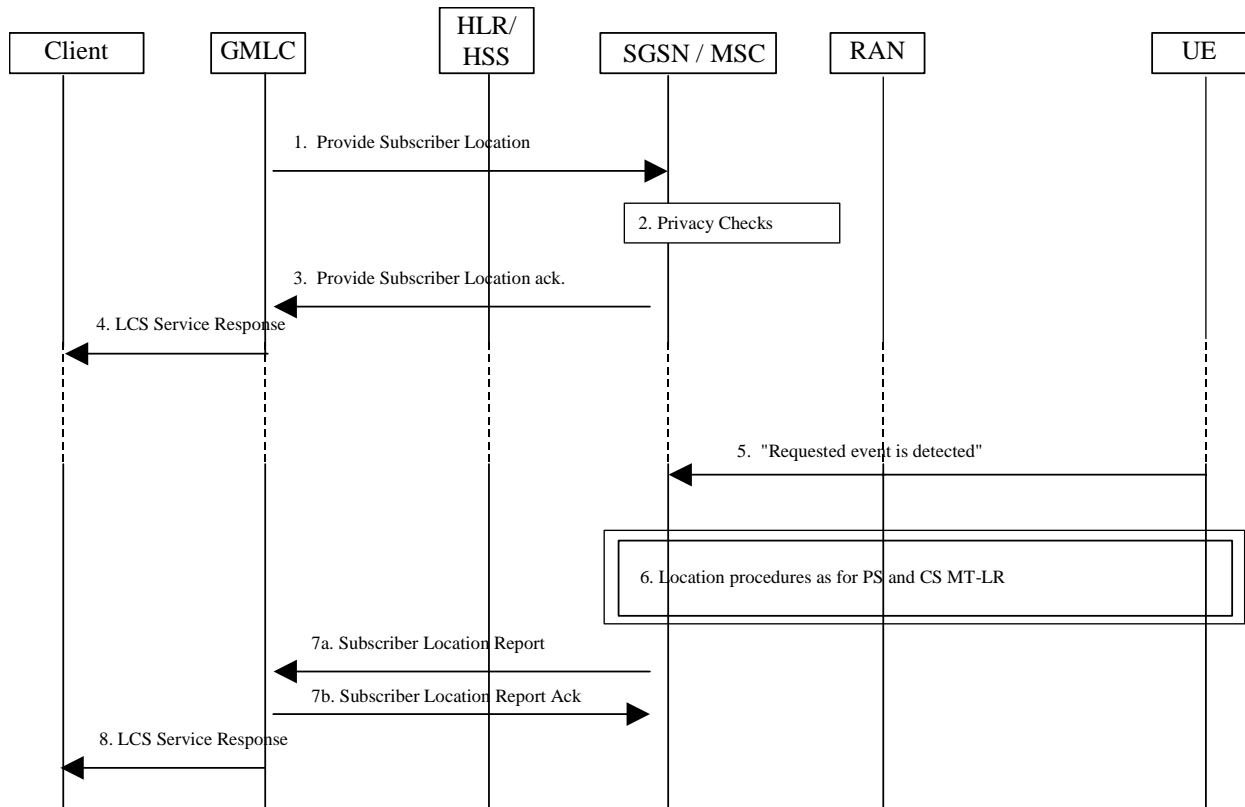 Client
GMLC
HLR/
HSS
SGSN / MSC
RAN
UE
1. Provide Subscriber Location
2. Privacy Checks
3. Provide Subscriber Location ack.
4. LCS Service Response
5. "Requested event is detected"
6. Location procedures as for PS and CS MT-LR
7a. Subscriber Location Report
7b. Subscriber Location Report Ack
8. LCS Service Response